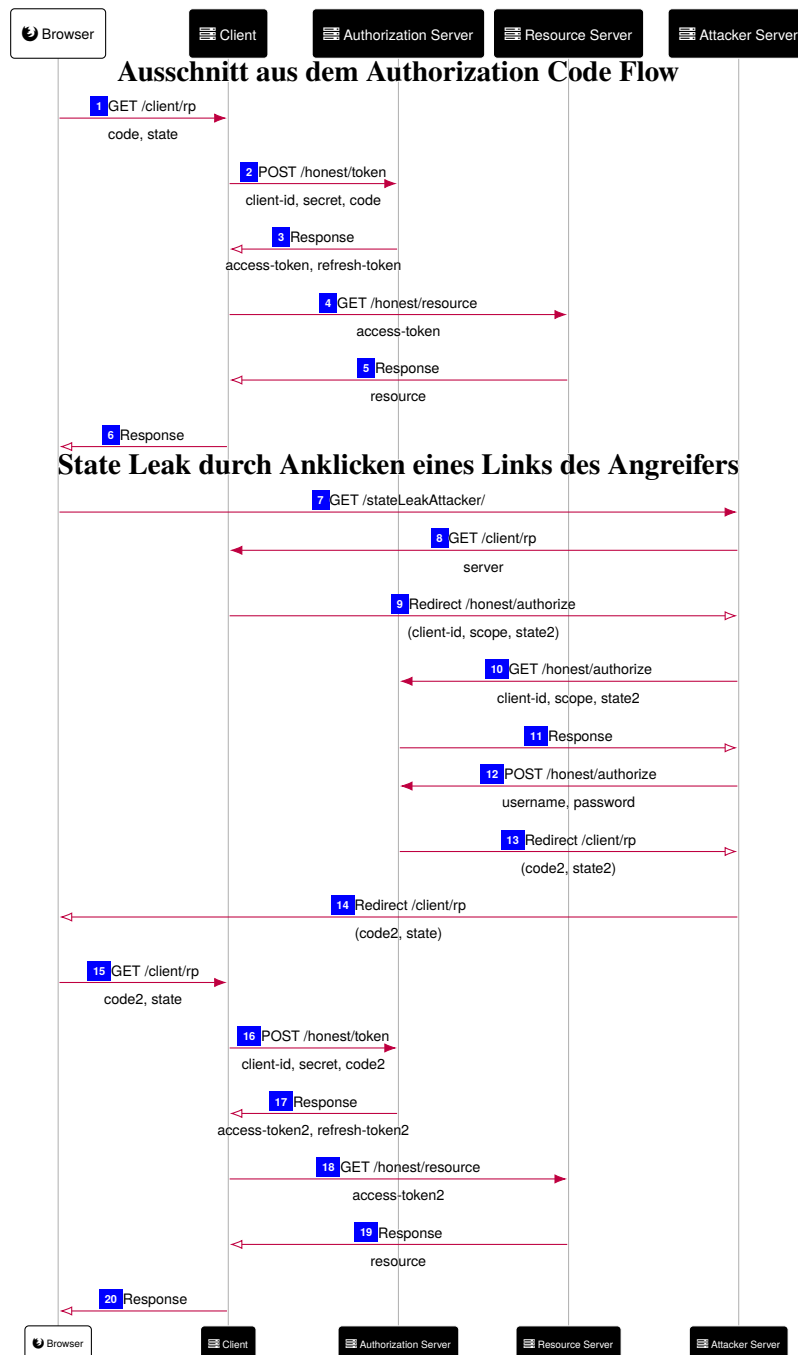 Browser
Client
Authorization Server
Resource Server
Attacker Server
Ausschnitt aus dem Authorization Code Flow
1 GET /client/rp
code, state
2 POST /honest/token
client-id, secret, code
3 Response
access-token, refresh-token
4 GET /honest/resource
access-token
5 Response
resource
6 Response
State Leak durch Anklicken eines Links des Angreifers
7 GET /stateLeakAttacker/
8 GET /client/rp
server
9 Redirect /honest/authorize
(client-id, scope, state2)
10 GET /honest/authorize
client-id, scope, state2
11 Response
12 POST /honest/authorize
username, password
13 Redirect /client/rp
(code2, state2)
14 Redirect /client/rp
(code2, state)
15 GET /client/rp
code2, state
16 POST /honest/token
client-id, secret, code2
17 Response
access-token2, refresh-token2
18 GET /honest/resource
access-token2
19 Response
resource
20 Response
Browser
Client
Authorization Server
Resource Server
Attacker Server